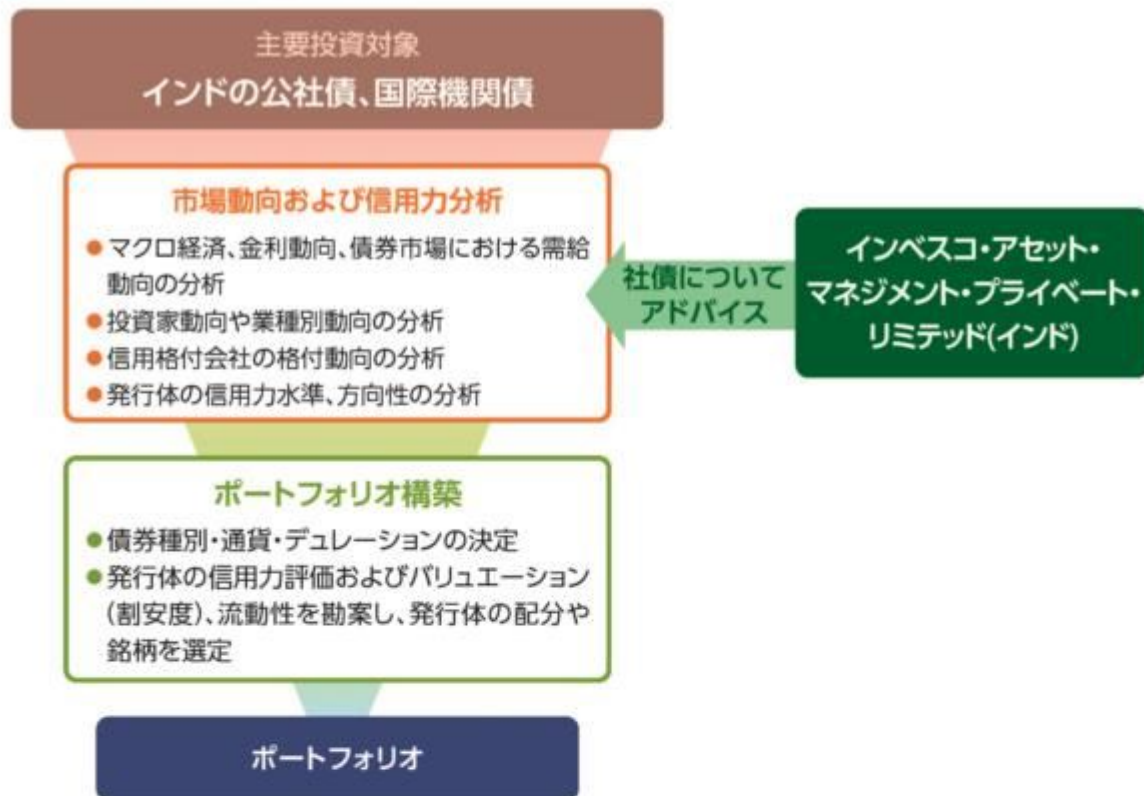 主要投資対象
インドの公社債、国際機関債
市場動向および信用力分析
●マクロ経済、金利動向、債券市場における需給
動向の分析
●投資家動向や業種別動向の分析
●信用格付会社の格付動向の分析
●発行体の信用力水準、方向性の分析
社債について
アドバイス
インベスコ・アセット・
マネジメント・プライベート・
リミテッド(インド)
ポートフォリオ構築
●債券種別・通貨・デュレーションの決定
●発行体の信用力評価およびバリュエーション
(割安度)、流動性を勘案し、発行体の配分や
銘柄を選定
ポートフォリオ